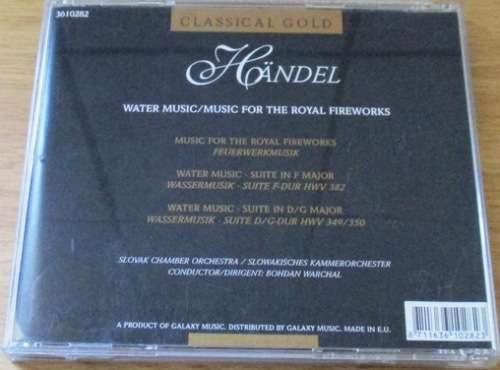 CLASSICAL GOLD
3610282
HÄNDEL
WATER MUSIC/MUSIC FOR THE ROYAL FIREWORKS
MUSIC FOR THE ROYAL FIREWORKS
FEUERWERKMUSIK
WATER MUSIC · SUITE IN F MAJOR
WASSERMUSIK · SUITE F-DUR HWV 382
WATER MUSIC · SUITE IN D/G MAJOR
WASSERMUSIK · SUITE D/G-DUR HWV 349/350
SLOVAK CHAMBER ORCHESTRA / SLOWAKISCHES KAMMERORCHESTER
CONDUCTOR/DIRIGENT: BOHDAN WARCHAL
A PRODUCT OF GALAXY MUSIC. DISTRIBUTED BY GALAXY MUSIC. MADE IN E.U.
8 711636 102823